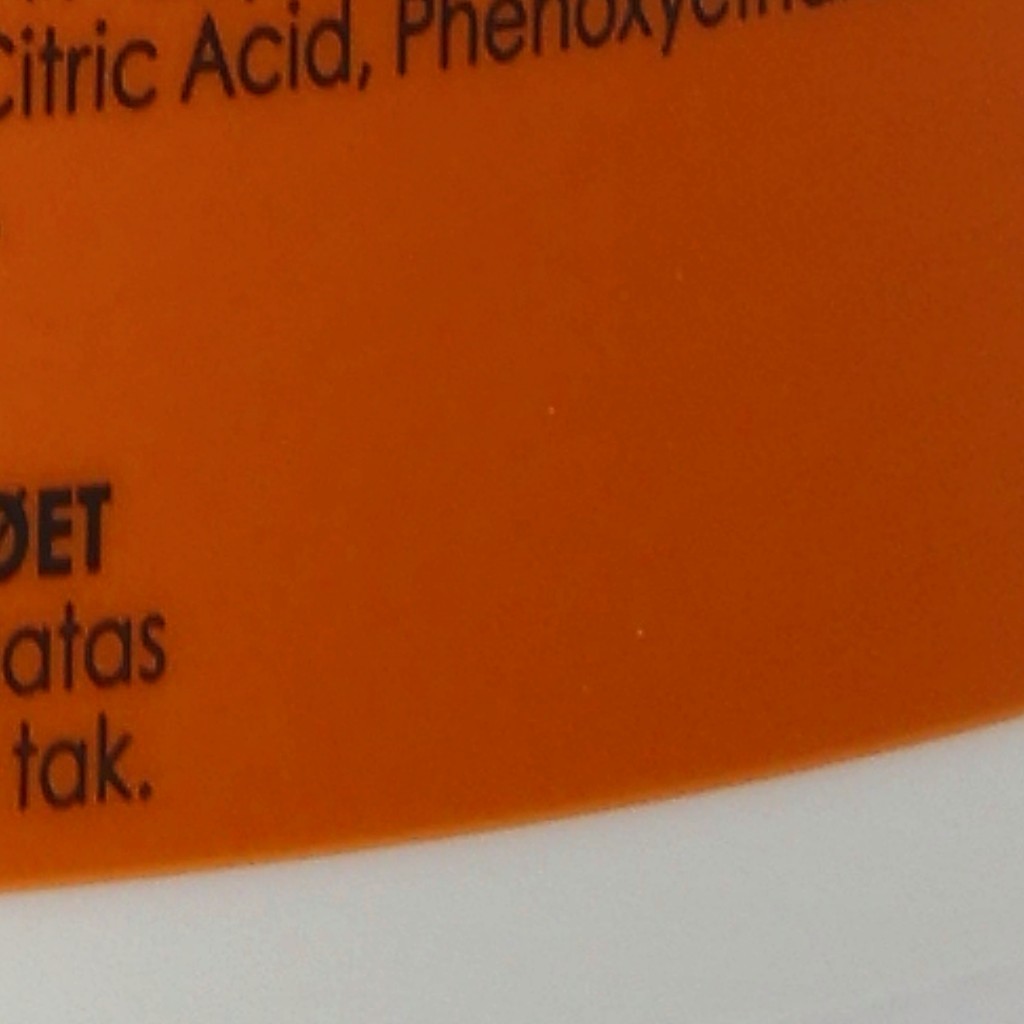 Citric Acid,
ØET
atas
tak.